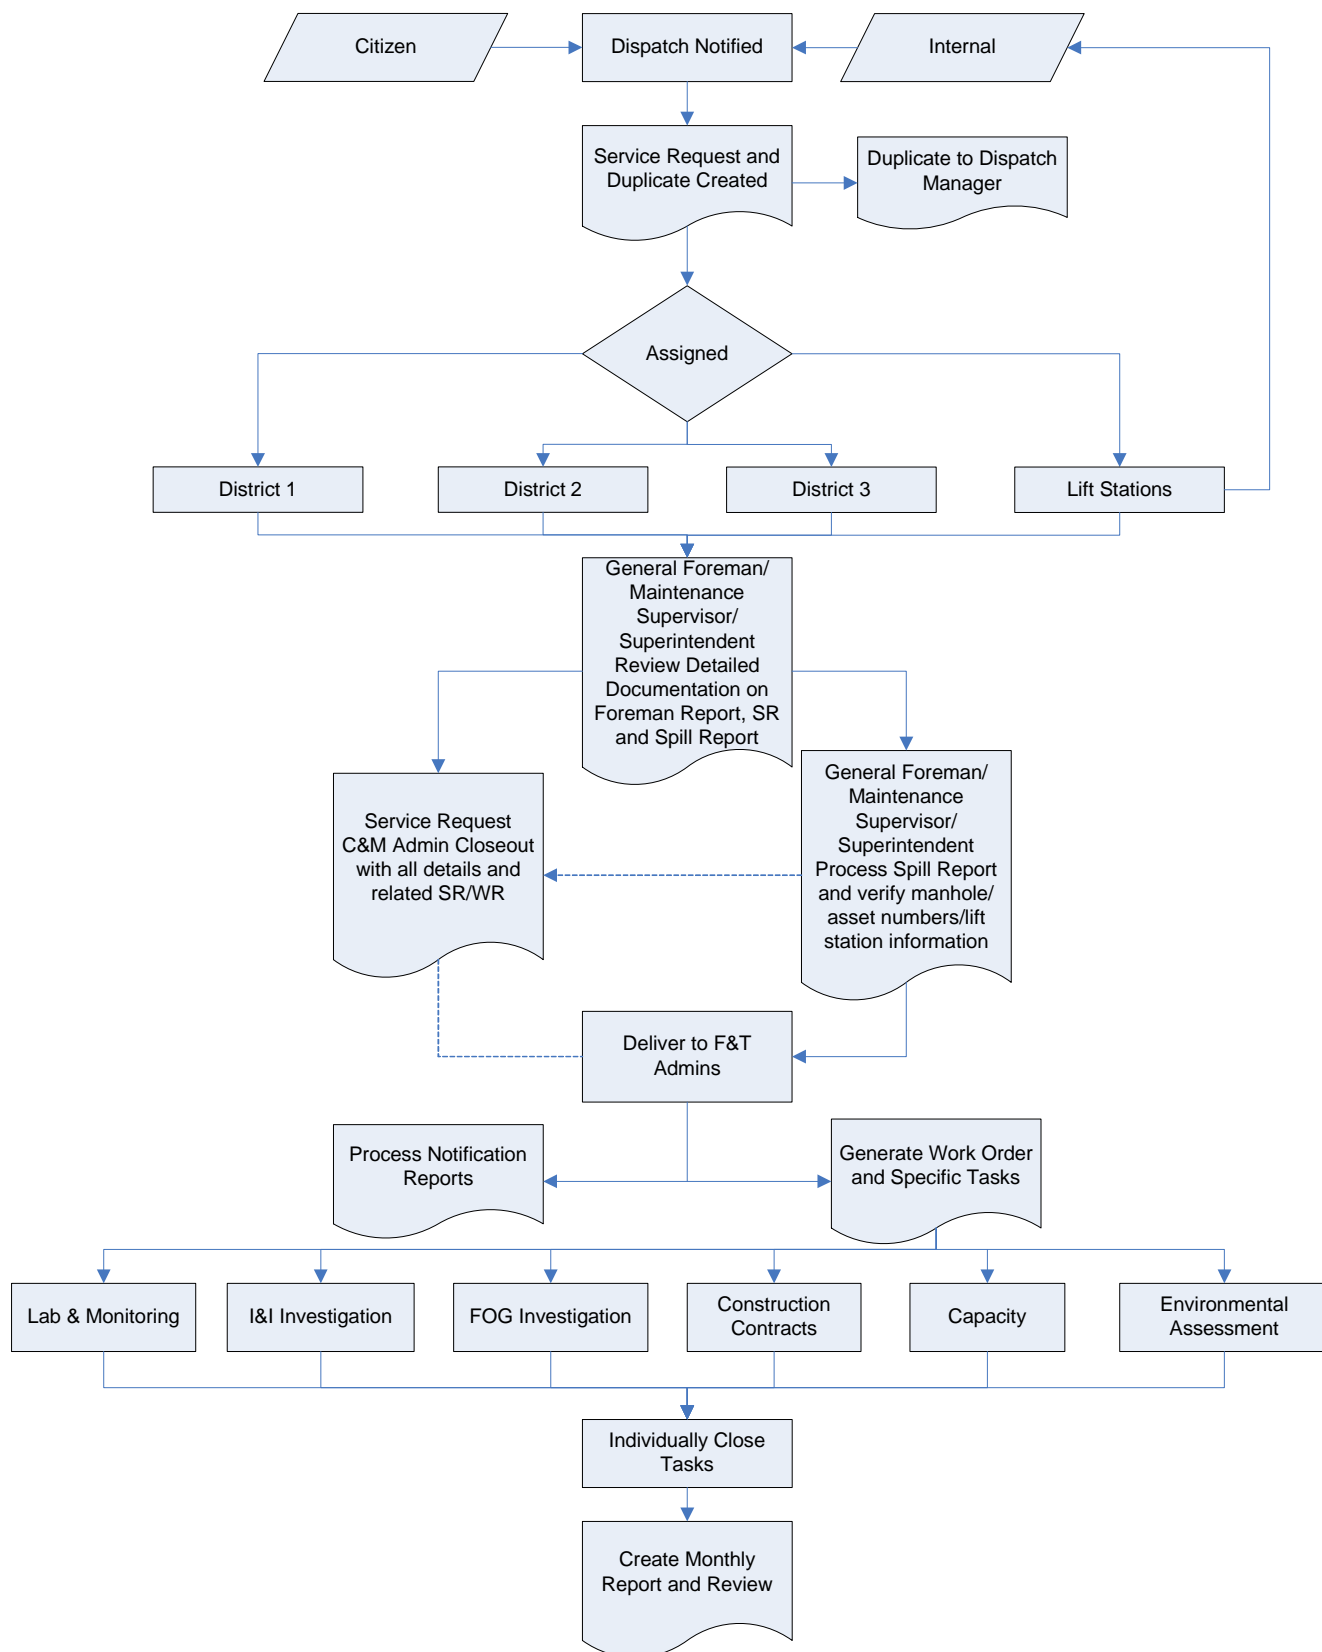 Citizen
Dispatch Notified
Internal
Service Request and
Duplicate Created
Duplicate to Dispatch
Manager
Assigned
District 1
District 2
District 3
Lift Stations
General Foreman/
Maintenance
Supervisor/
Superintendent
Review Detailed
Documentation on
Foreman Report, SR
and Spill Report
Service Request
C&M Admin Closeout
with all details and
related SR/WR
General Foreman/
Maintenance
Supervisor/
Superintendent
Process Spill Report
and verify manhole/
asset numbers/lift
station information
Deliver to F&T
Admins
Process Notification
Reports
Generate Work Order
and Specific Tasks
Lab & Monitoring
I&I Investigation
FOG Investigation
Construction
Contracts
Capacity
Environmental
Assessment
Individually Close
Tasks
Create Monthly
Report and Review